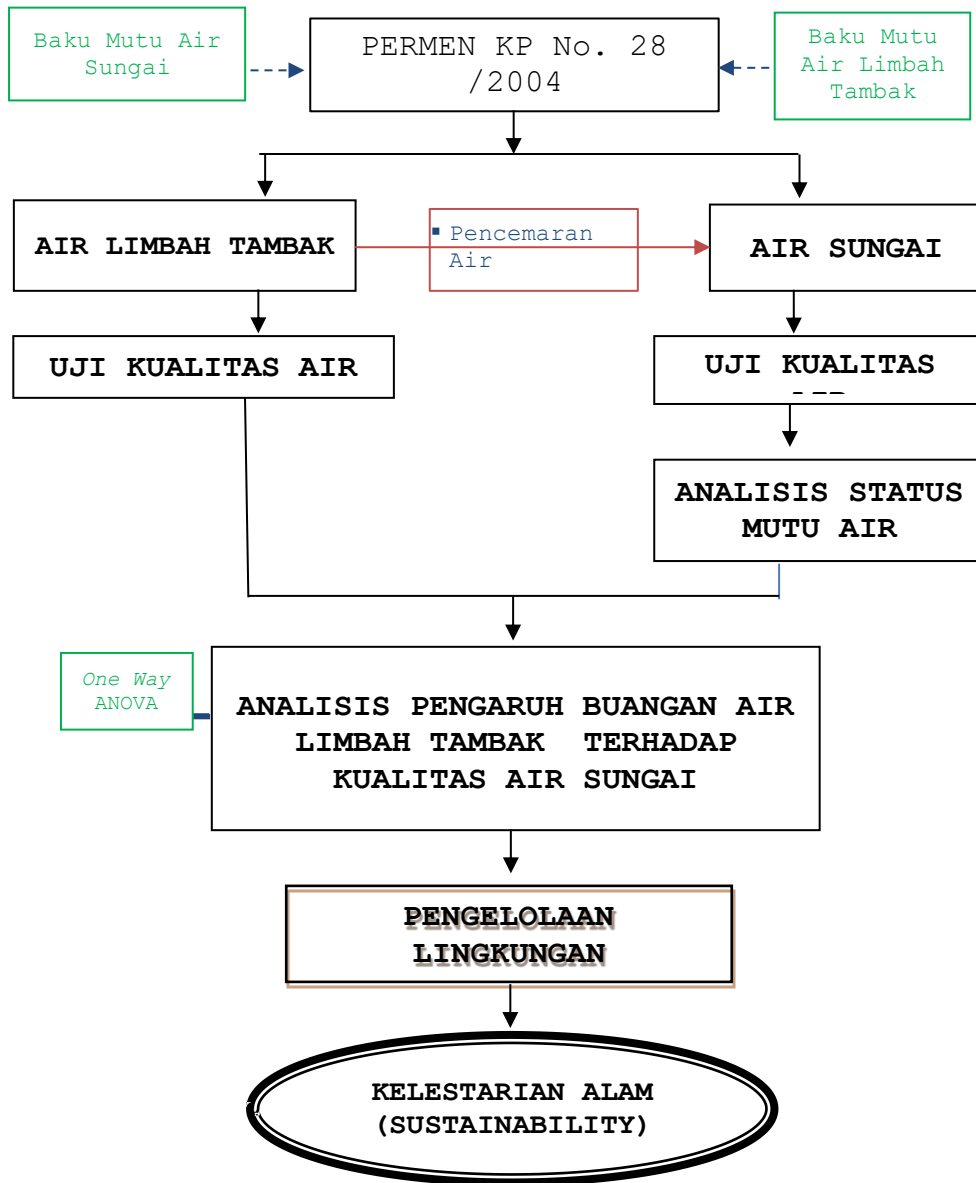 Baku Mutu Air
Sungai
PERMEN KP No. 28
/2004
Baku Mutu
Air Limbah
Tambak
AIR LIMBAH TAMBAK
▪ Pencemaran
Air
AIR SUNGAI
UJI KUALITAS AIR
UJI KUALITAS
ANALISIS STATUS
MUTU AIR
One Way
ANOVA
ANALISIS PENGARUH BUANGAN AIR
LIMBAH TAMBAK TERHADAP
KUALITAS AIR SUNGAI
PENGELOLAAN
LINGKUNGAN
KELESTARIAN ALAM
(SUSTAINABILITY)